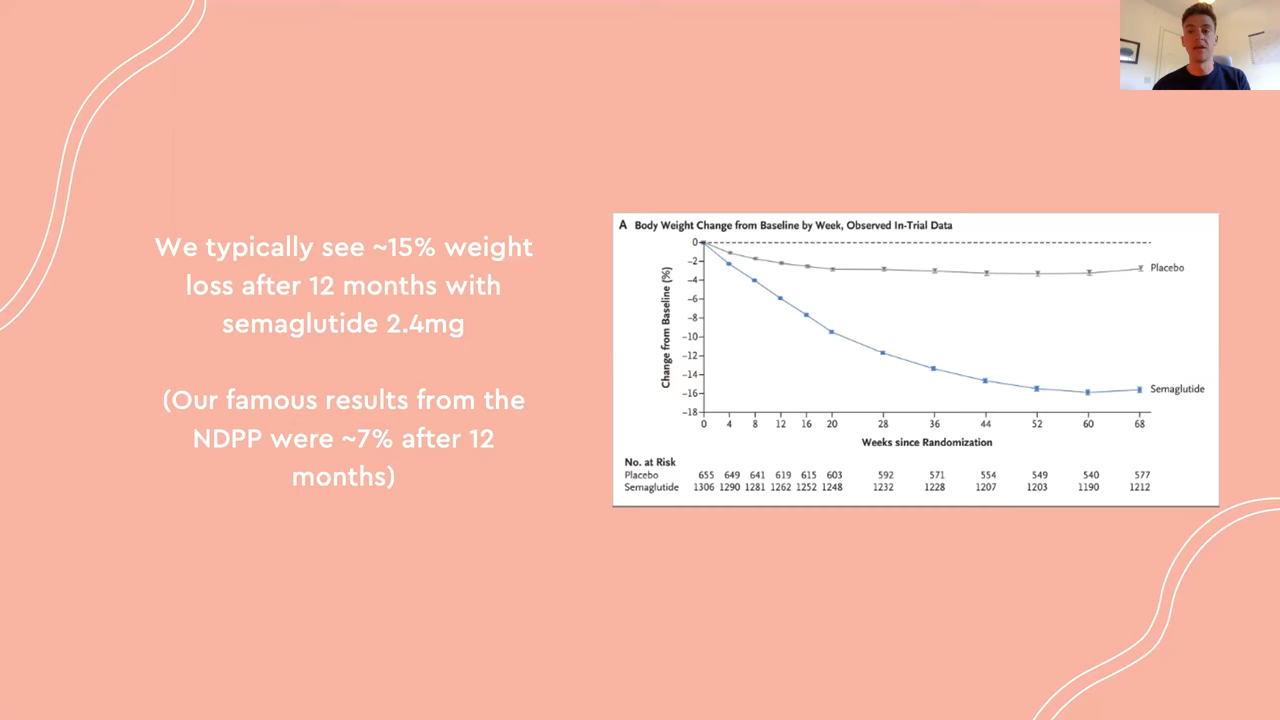 We typically see ~15% weight
loss after 12 months with
semaglutide 2.4mg
(Our famous results from the
NDPP were ~7% after 12
months)
A Body Weight Change from Baseline by Week, Observed In-Trial Data
Change from Baseline (%)
0
-2
-4
-6
-8
-10
-12
-14
-16
-18
Placebo
Semaglutide
0 4 8 12 16 20 28 36 44 52 60 68
Weeks since Randomization
No. at Risk
Placebo 655 649 641 619 615 603 592 571 554 549 540 577
Semaglutide 1306 1290 1281 1262 1252 1248 1232 1228 1207 1203 1190 1212